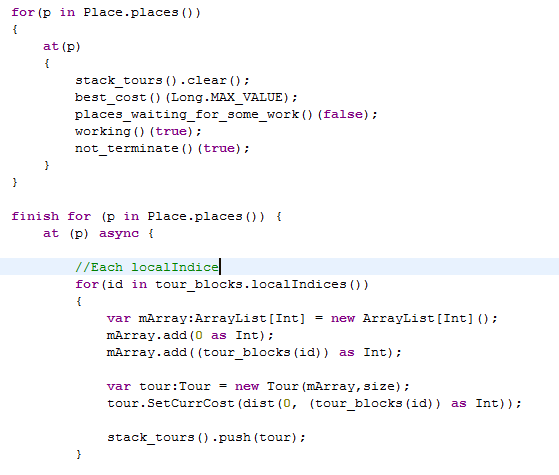 for(p in Place.places())
{
    at(p)
    {
        stack_tours().clear();
        best_cost()(Long.MAX_VALUE);
        places_waiting_for_some_work()(false);
        working()(true);
        not_terminate()(true);
    }
}

finish for (p in Place.places()) {
    at (p) async {

        //Each localIndice
        for(id in tour_blocks.localIndices())
        {
            var mArray:ArrayList[Int] = new ArrayList[Int]();
            mArray.add(0 as Int);
            mArray.add((tour_blocks(id)) as Int);

            var tour:Tour = new Tour(mArray,size);
            tour.SetCurrCost(dist(0, (tour_blocks(id)) as Int));

            stack_tours().push(tour);
        }